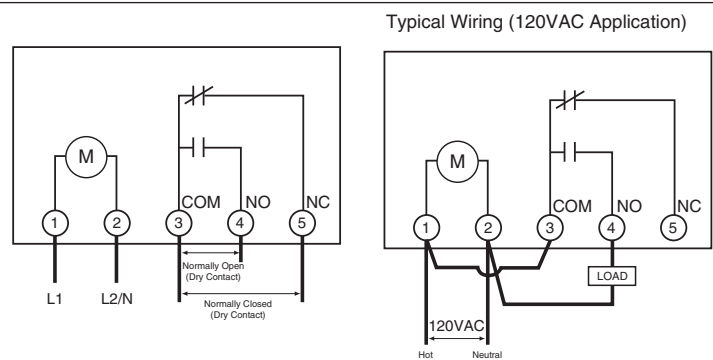 Typical Wiring (120VAC Application)
M
COM NO NC
1 2 3 4 5
Normally Open
(Dry Contact)
L1 L2/N
Normally Closed
(Dry Contact)
M
COM NO NC
1 2 3 4 5
LOAD
120VAC
Hot Neutral